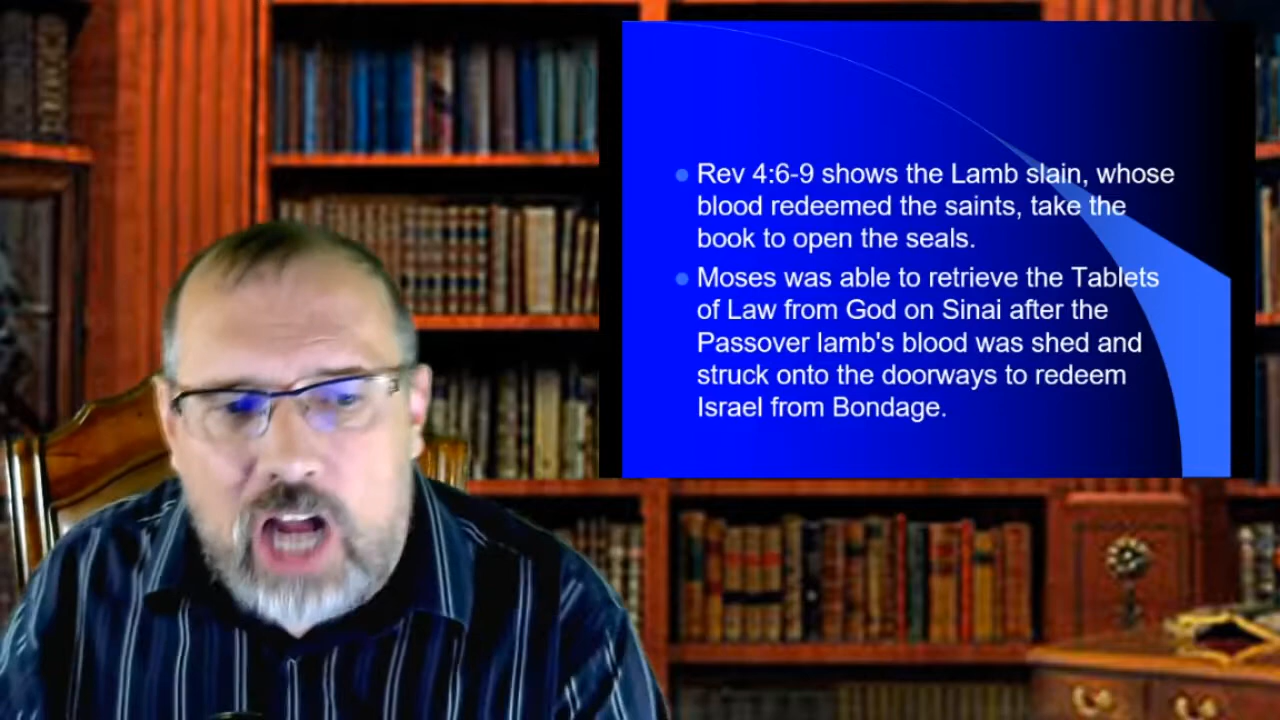 Rev 4:6-9 shows the Lamb slain, whose
blood redeemed the saints, take the
book to open the seals.
Moses was able to retrieve the Tablets
of Law from God on Sinai after the
Passover lamb's blood was shed and
struck onto the doorways to redeem
Israel from Bondage.